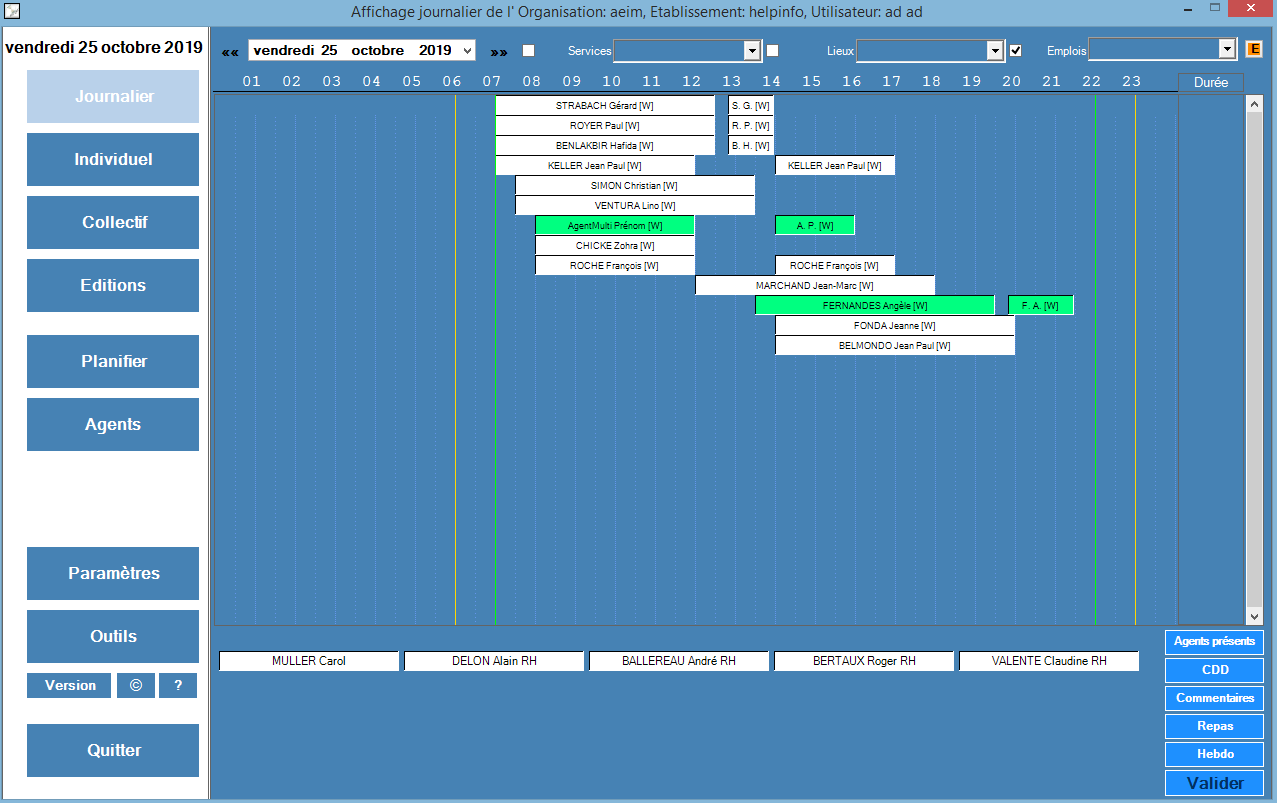 Affichage journalier de l' Organisation: aeim, Etablissement: helpinfo, Utilisateur: ad ad
vendredi 25 octobre 2019
«« vendredi 25 octobre 2019 »» Services Lieux Emplois E
01 02 03 04 05 06 07 08 09 10 11 12 13 14 15 16 17 18 19 20 21 22 23 Durée
Journalier
Individuel
Collectif
Editions
Planifier
Agents
Paramètres
Outils
Version © ?
Quitter
STRABACH Gérard [W] S. G. [W]
ROYER Paul [W] R. P. [W]
BENLAKBIR Hafida [W] B. H. [W]
KELLER Jean Paul [W] KELLER Jean Paul [W]
SIMON Christian [W]
VENTURA Lino [W]
AgentMulti Prénom [W] A. P. [W]
CHICKE Zohra [W]
ROCHE François [W] ROCHE François [W]
MARCHAND Jean-Marc [W]
FERNANDES Angèle [W] F. A. [W]
FONDA Jeanne [W]
BELMONDO Jean Paul [W]
MULLER Carol DELON Alain RH BALLEREAU André RH BERTAUX Roger RH VALENTE Claudine RH
Agents présents
CDD
Commentaires
Repas
Hebdo
Valider